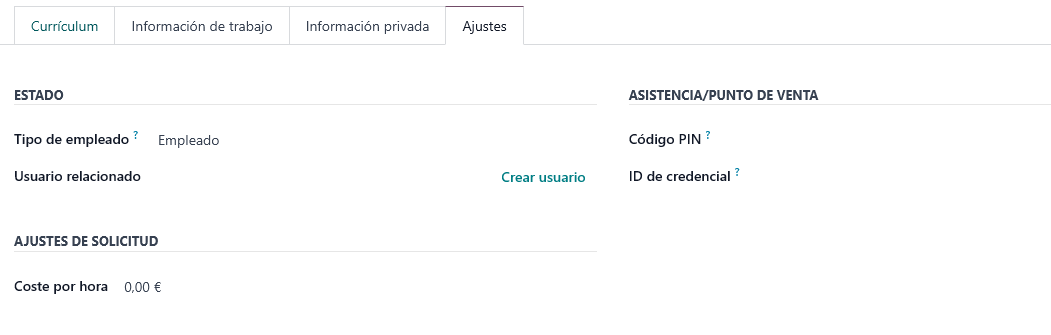 Currículum Información de trabajo Información privada Ajustes
ESTADO
Tipo de empleado ? Empleado
Usuario relacionado Crear usuario
AJUSTES DE SOLICITUD
Coste por hora 0,00 €
ASISTENCIA/PUNTO DE VENTA
Código PIN ?
ID de credencial ?